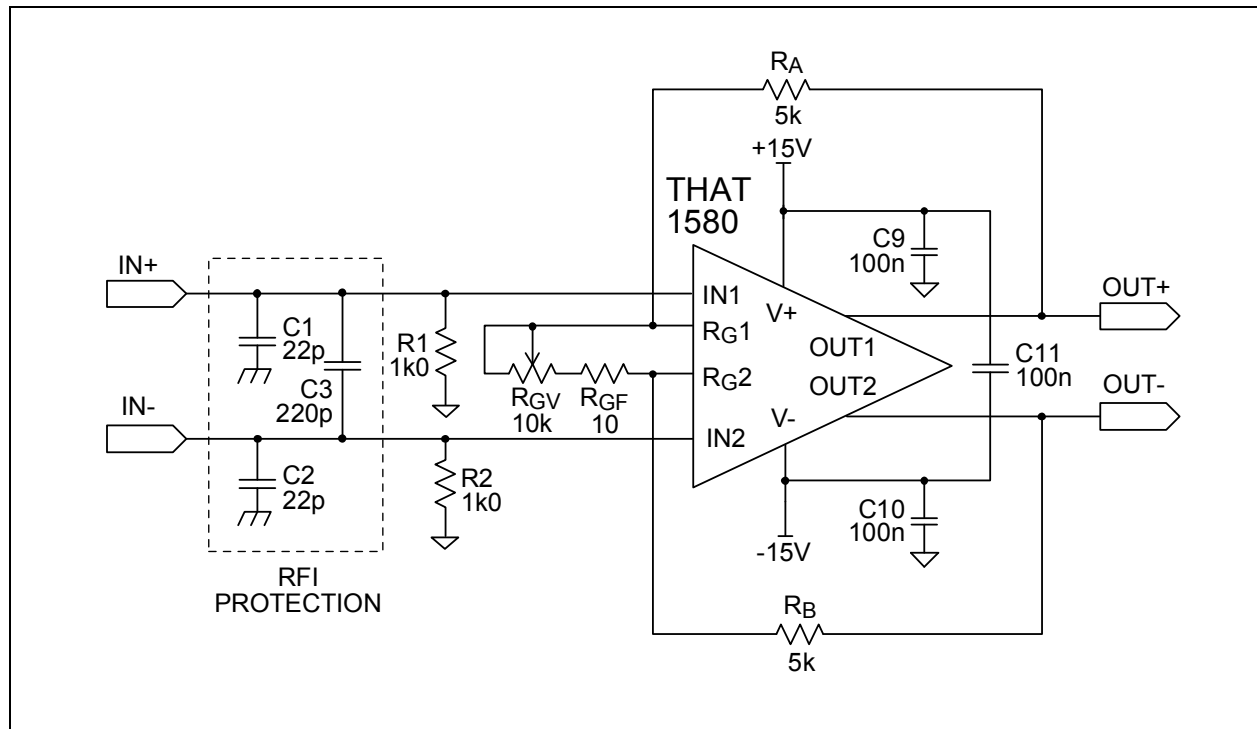 RA
5k
+15V
THAT
1580
C9
100n
IN+
OUT+
IN1
V+
C1
22p
R1
1k0
RG1
OUT1
C11
100n
C3
220p
RG2
OUT2
RGV
10k
RGF
10
IN-
OUT-
V-
IN2
C2
22p
R2
1k0
C10
100n
-15V
RFI
PROTECTION
RB
5k